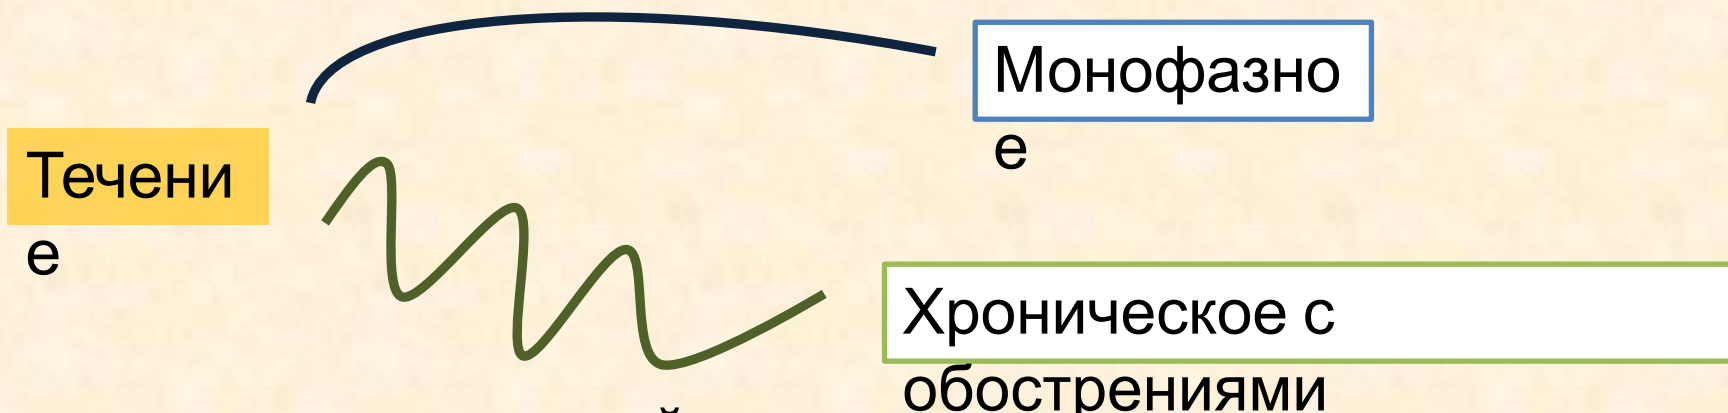 Монофазно
е
Течени
е
Хроническое с
обострениями